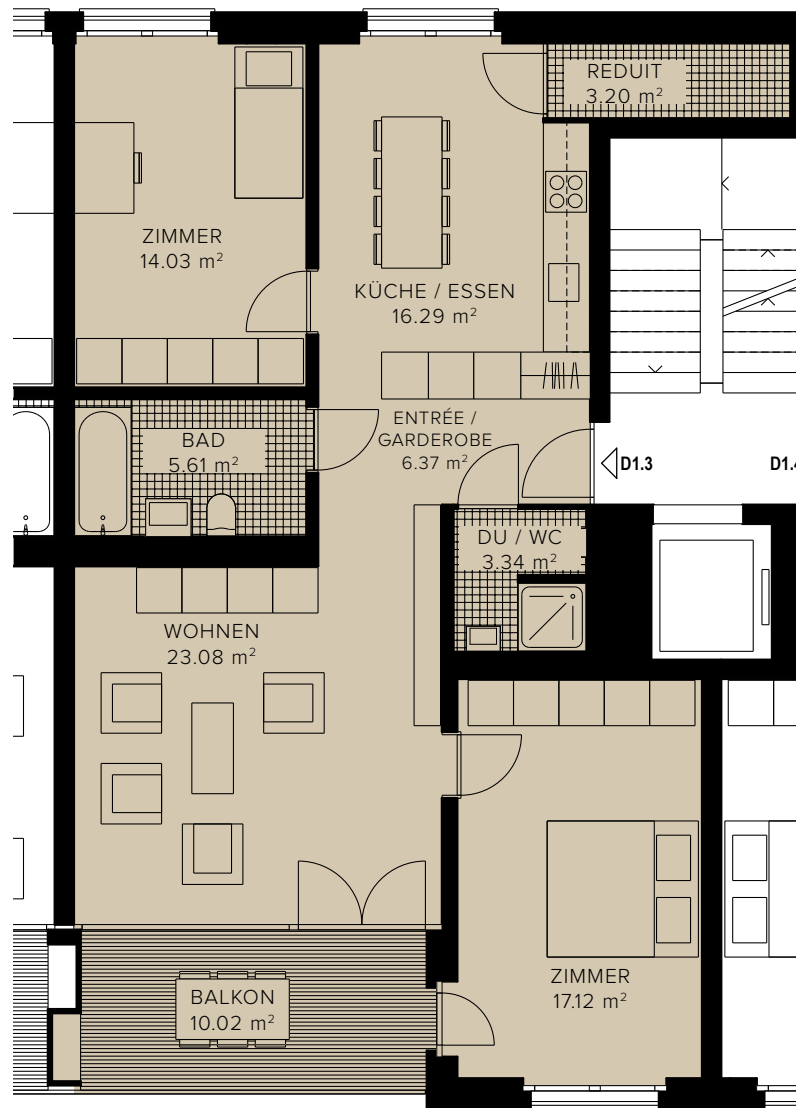 REDUIT
3.20 m²
ZIMMER
14.03 m²
KÜCHE / ESSEN
16.29 m²
ENTRÉE /
GARDEROBE
6.37 m²
BAD
5.61 m²
D1.3
D1.4
DU / WC
3.34 m²
WOHNEN
23.08 m²
ZIMMER
17.12 m²
BALKON
10.02 m²